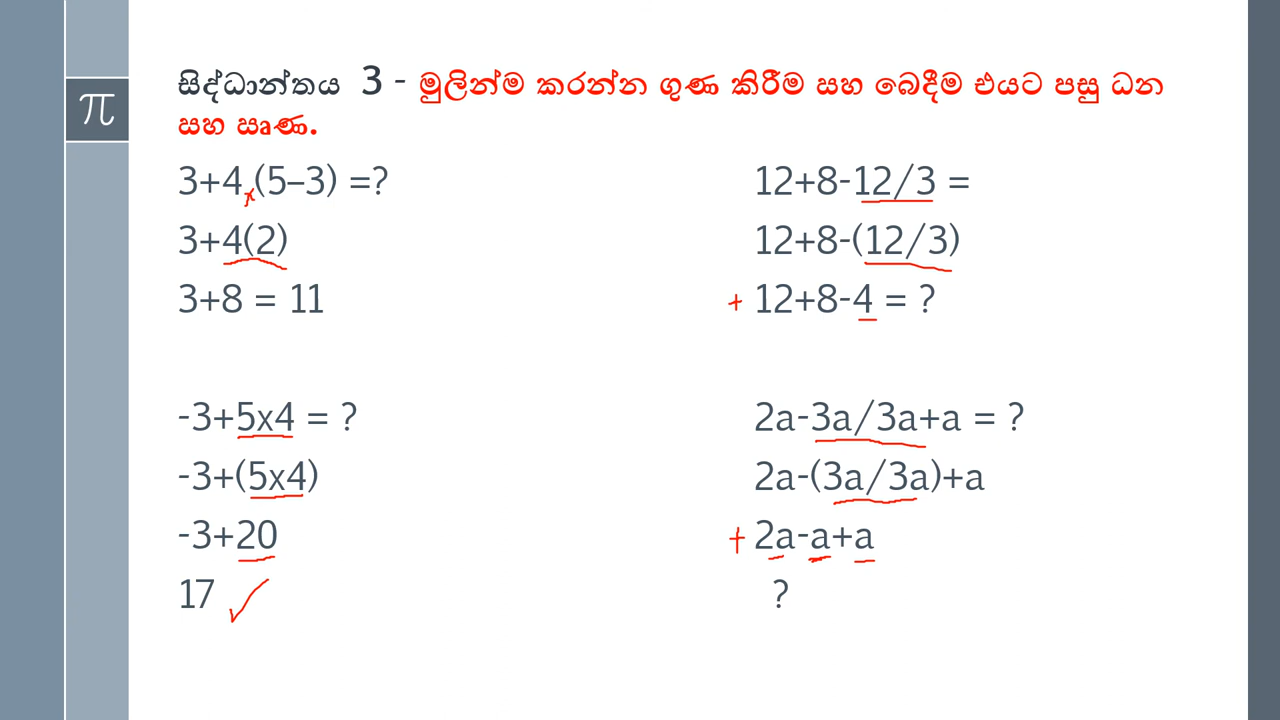 π
සිද්ධාන්තය 3 - මුලින්ම කරන්න ගුණ කිරීම සහ බෙදීම එයට පසු ධන
සහ ඍණ.
3+4x(5–3) =?
3+4(2)
3+8 = 11
-3+5x4 = ?
-3+(5x4)
-3+20
17 ✓
12+8-12/3 =
12+8-(12/3)
+ 12+8-4 = ?
2a-3a/3a+a = ?
2a-(3a/3a)+a
+ 2a-a+a
?